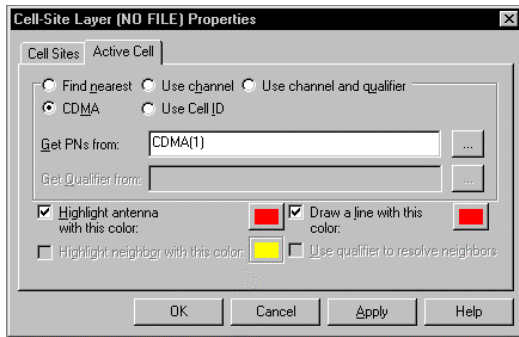 Cell-Site Layer (NO FILE) Properties
Cell Sites Active Cell
Find nearest Use channel Use channel and qualifier
CDMA Use Cell ID
Get PNs from: CDMA(1) ...
Get Qualifier from: ...
Highlight antenna with this color: Draw a line with this color:
Highlight neighbor with this color: Use qualifier to resolve neighbors
OK Cancel Apply Help